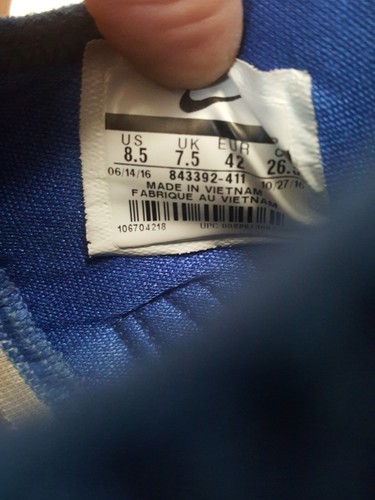 US UK EUR
8.5 7.5 42 26.5
06/14/16 843392-411 10/27/16
MADE IN VIETNAM
FABRIQUE AU VIETNAM
106704218 UPC